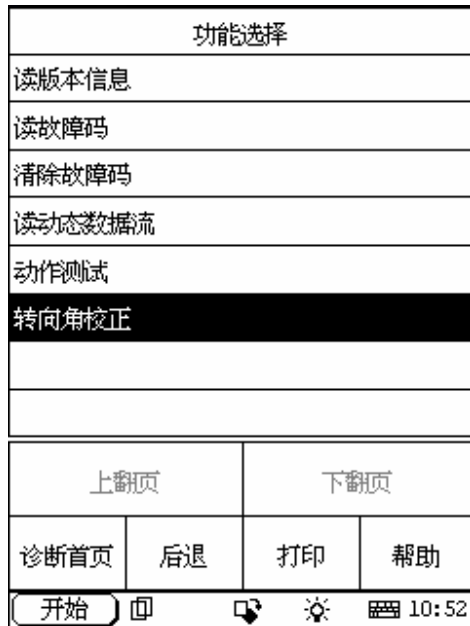 功能选择
读版本信息
读故障码
清除故障码
读动态数据流
动作测试
转向角校正
上翻页 下翻页
诊断首页 后退 打印 帮助
开始 10:52